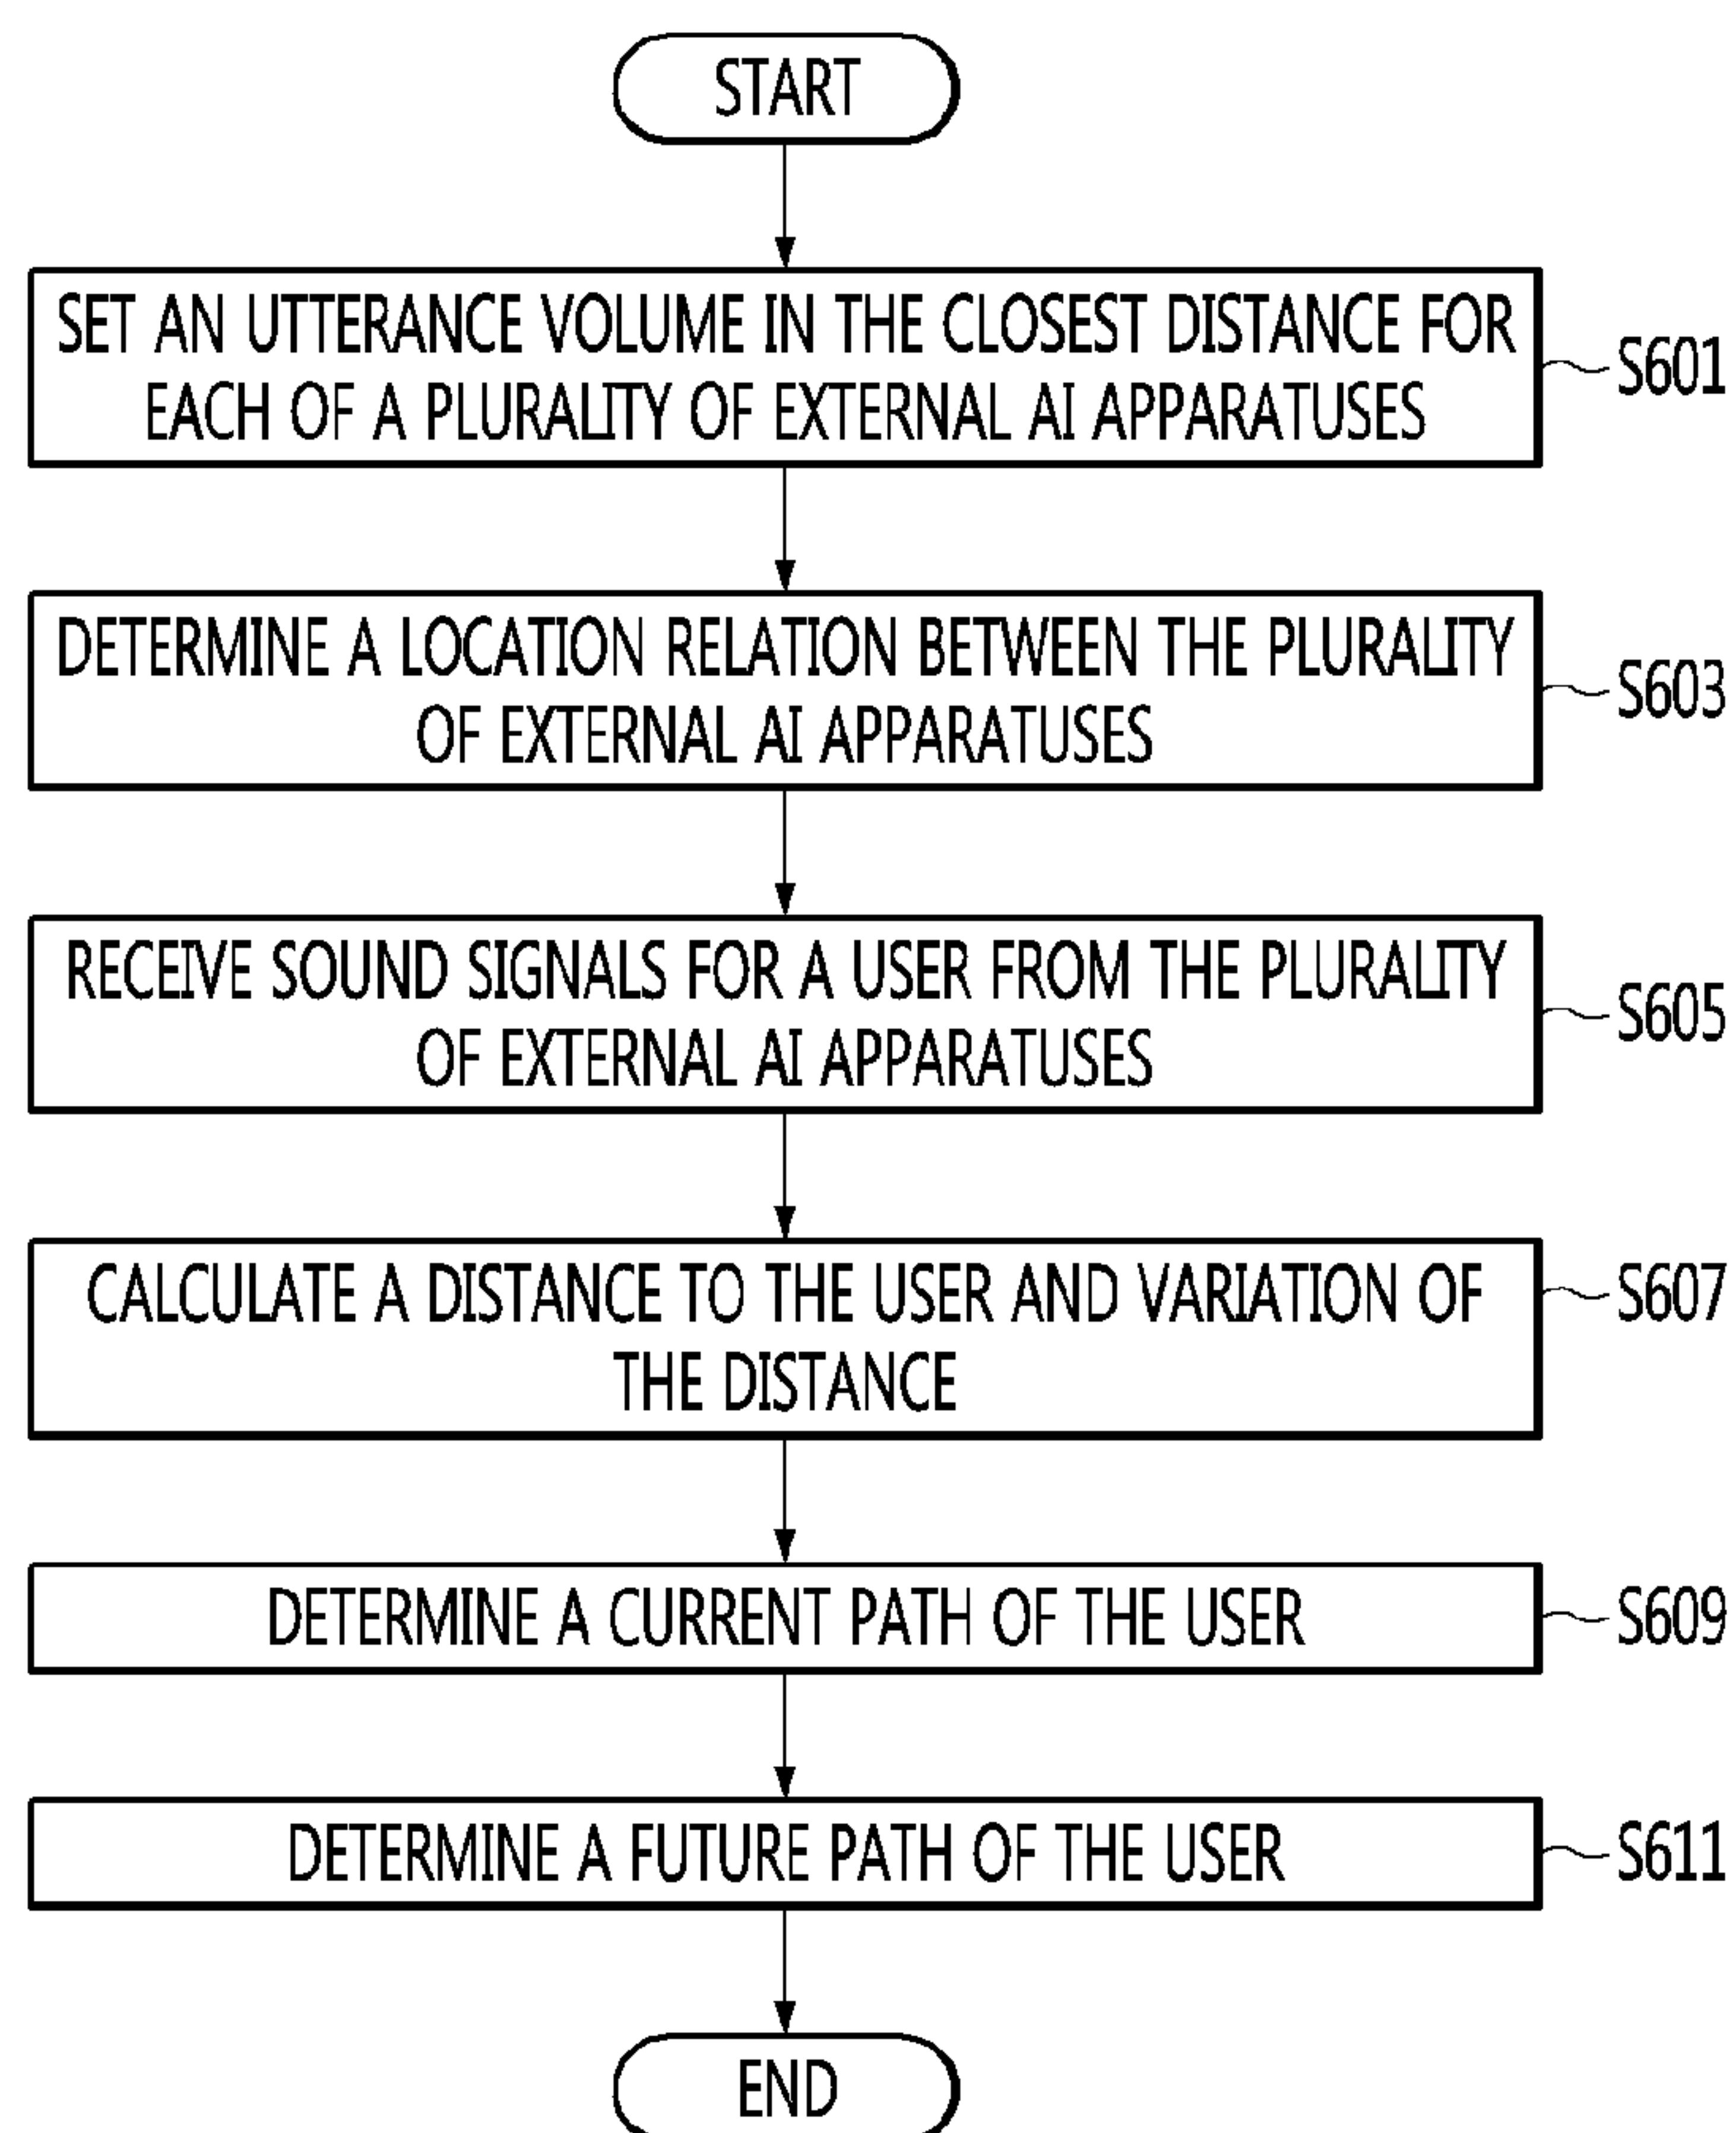 START
SET AN UTTERANCE VOLUME IN THE CLOSEST DISTANCE FOR
EACH OF A PLURALITY OF EXTERNAL AI APPARATUSES
S601
DETERMINE A LOCATION RELATION BETWEEN THE PLURALITY
OF EXTERNAL AI APPARATUSES
S603
RECEIVE SOUND SIGNALS FOR A USER FROM THE PLURALITY
OF EXTERNAL AI APPARATUSES
S605
CALCULATE A DISTANCE TO THE USER AND VARIATION OF
THE DISTANCE
S607
DETERMINE A CURRENT PATH OF THE USER
S609
DETERMINE A FUTURE PATH OF THE USER
S611
END